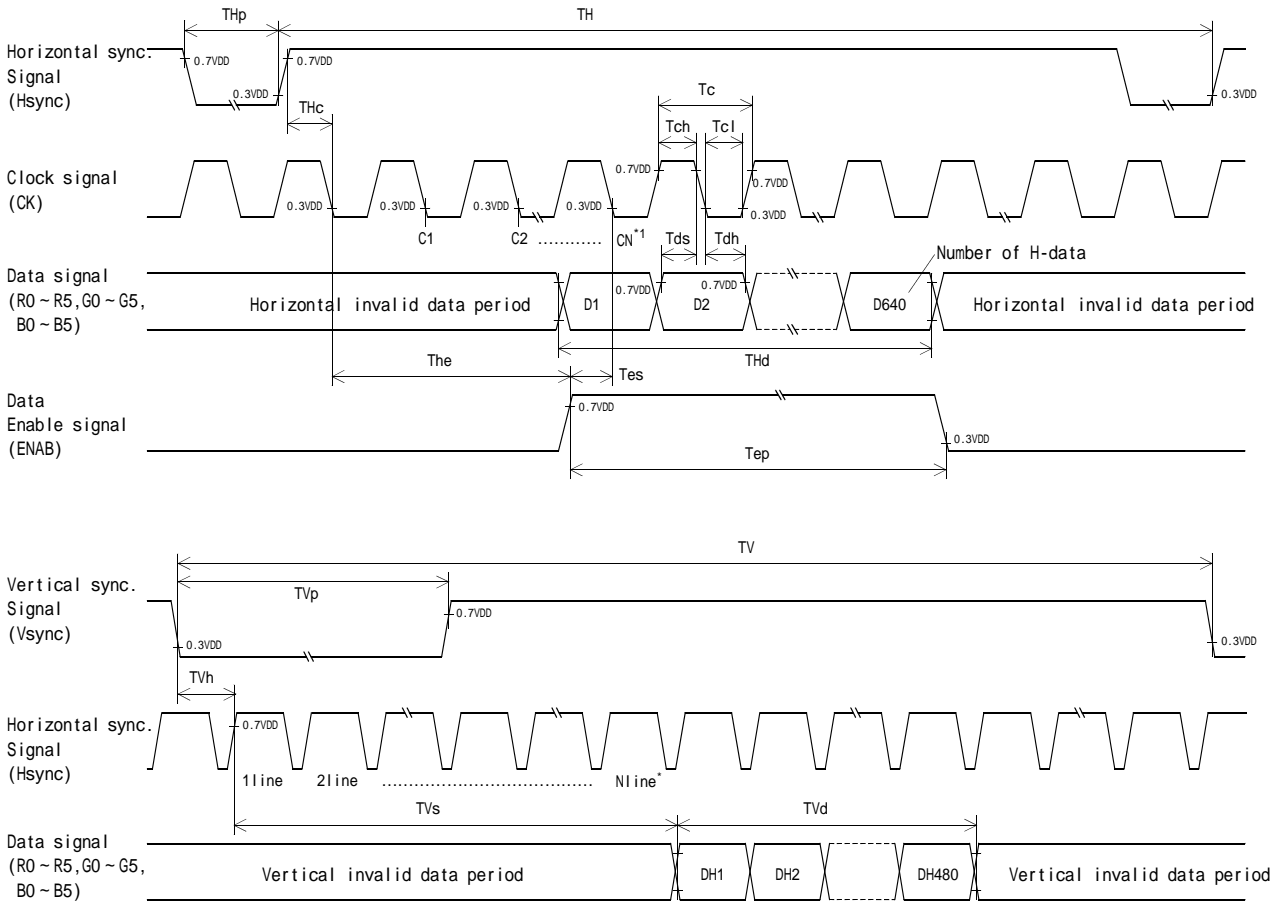 THp TH
Horizontal sync.
Signal
(Hsync)
0.7VDD 0.7VDD
0.3VDD 0.3VDD
THc Tc
Tch Tcl
Clock signal
(CK)
0.7VDD 0.7VDD
0.3VDD 0.3VDD 0.3VDD 0.3VDD 0.3VDD
C1 C2 ............ CN*1
Tds Tdh
Number of H-data
Data signal
(R0~R5,G0~G5,
B0~B5)
0.7VDD 0.7VDD
Horizontal invalid data period D1 D2 D640 Horizontal invalid data period
THd
The Tes
Data
Enable signal
(ENAB)
0.7VDD
0.3VDD
Tep
TV
Vertical sync.
Signal
(Vsync)
TVp
0.7VDD
0.3VDD 0.3VDD
TVh
Horizontal sync.
Signal
(Hsync)
0.7VDD
1line 2line ........................................ Nline*
TVs TVd
Data signal
(R0~R5,G0~G5,
B0~B5)
Vertical invalid data period DH1 DH2 DH480 Vertical invalid data period